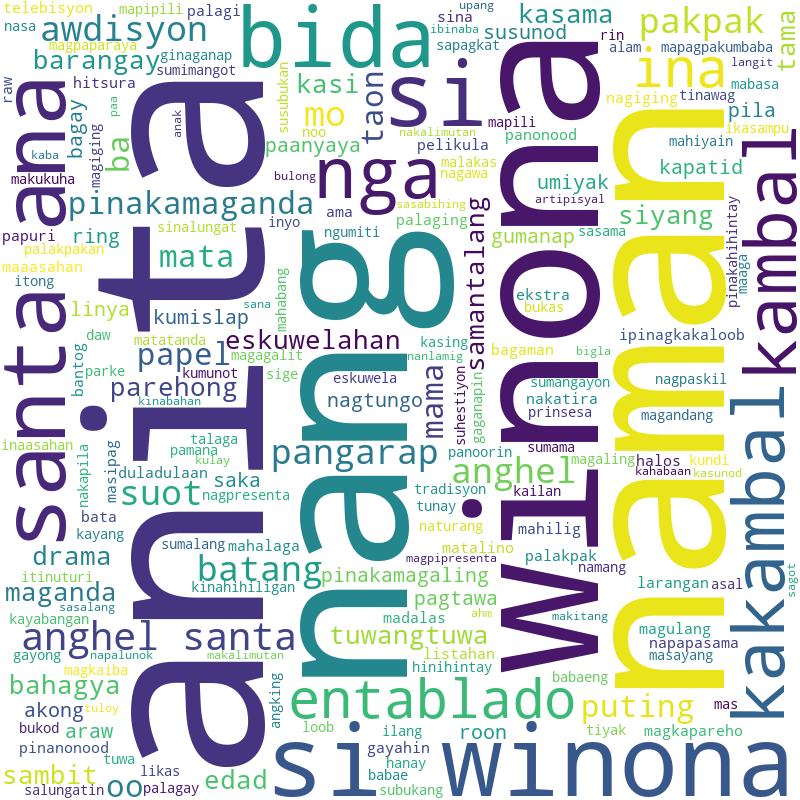 telebisyon
mapipili
palagi
bida
sina
upang
kasama
pakpak
tama
nasa
awdisyon
magpaparaya
ibinaba
susunod
rin
alam
mapagpakumbaba
barangay
ginaganap
sapagkat
langit
raw
hitsura
sumimangot
kasi
si
ina
mabasa
bagay
susubukan
taon
nagiging
tinawag
pila
ikasampu
makukuha
magiging
ba
paa
anak
mo
noo
nakalimutan
mapili
panonood
mahiyain
kaba
paanyaya
pelikula
malakas
umiyak
kapatid
kambal
santa ana
anita
bulong
nga
nagawa
artipisyal
papuri
pinakamaganda
ama
sasabihing
siyang
palakpakan
ring
sinalungat
inyo
palaging
samantalang
gumanap
sasama
pinakahihintay
maaga
maaasahan
mata
ngumiti
nang
winona
naman
itong
mahabang
ekstra
bukas
linya
kumislap
sana
ipinagkakaloob
bantog
daw
matatanda
eskuwelahan
kasing
bagaman
bigla
parke
papel
magagalit
nanlamig
suhestiyon
gaganapin
sumangayon
nagpaskil
parehong
kumunot
sige
eskuwela
mama
nakatira
prinsesa
magandang
kinabahan
nagtungo
inaasahan
talaga
pangarap
panoorin
sumama
kakambal
nakapila
masipag
pamana
kulay
anghel
magaling
halos
kundi
duladulaan
saka
kahabaan
kasunod
suot
nagpresenta
tradisyon
kailan
bata
tunay
mahilig
kayang
sumalang
mahalaga
naturang
drama
batang
matalino
palakpak
itinuturi
magpipresenta
namang
sagot
maganda
sasalang
kinahihiligan
pinakamagaling
makitang
larangan
asal
kayabangan
pagtawa
ahm
magulang
anghel santa
madalas
tuwangtuwa
napapasama
gayong
napalunok
makalimutan
listahan
masayang
magkaiba
hinihintay
babaeng
bahagya
entablado
puting
mas
akong
tuloy
angking
bukod
araw
loob
ilang
roon
tiyak
magkapareho
pinanonood
tuwa
gayahin
hanay
si winona
sambit
likas
edad
babae
salungatin
oo
palagay
subukang